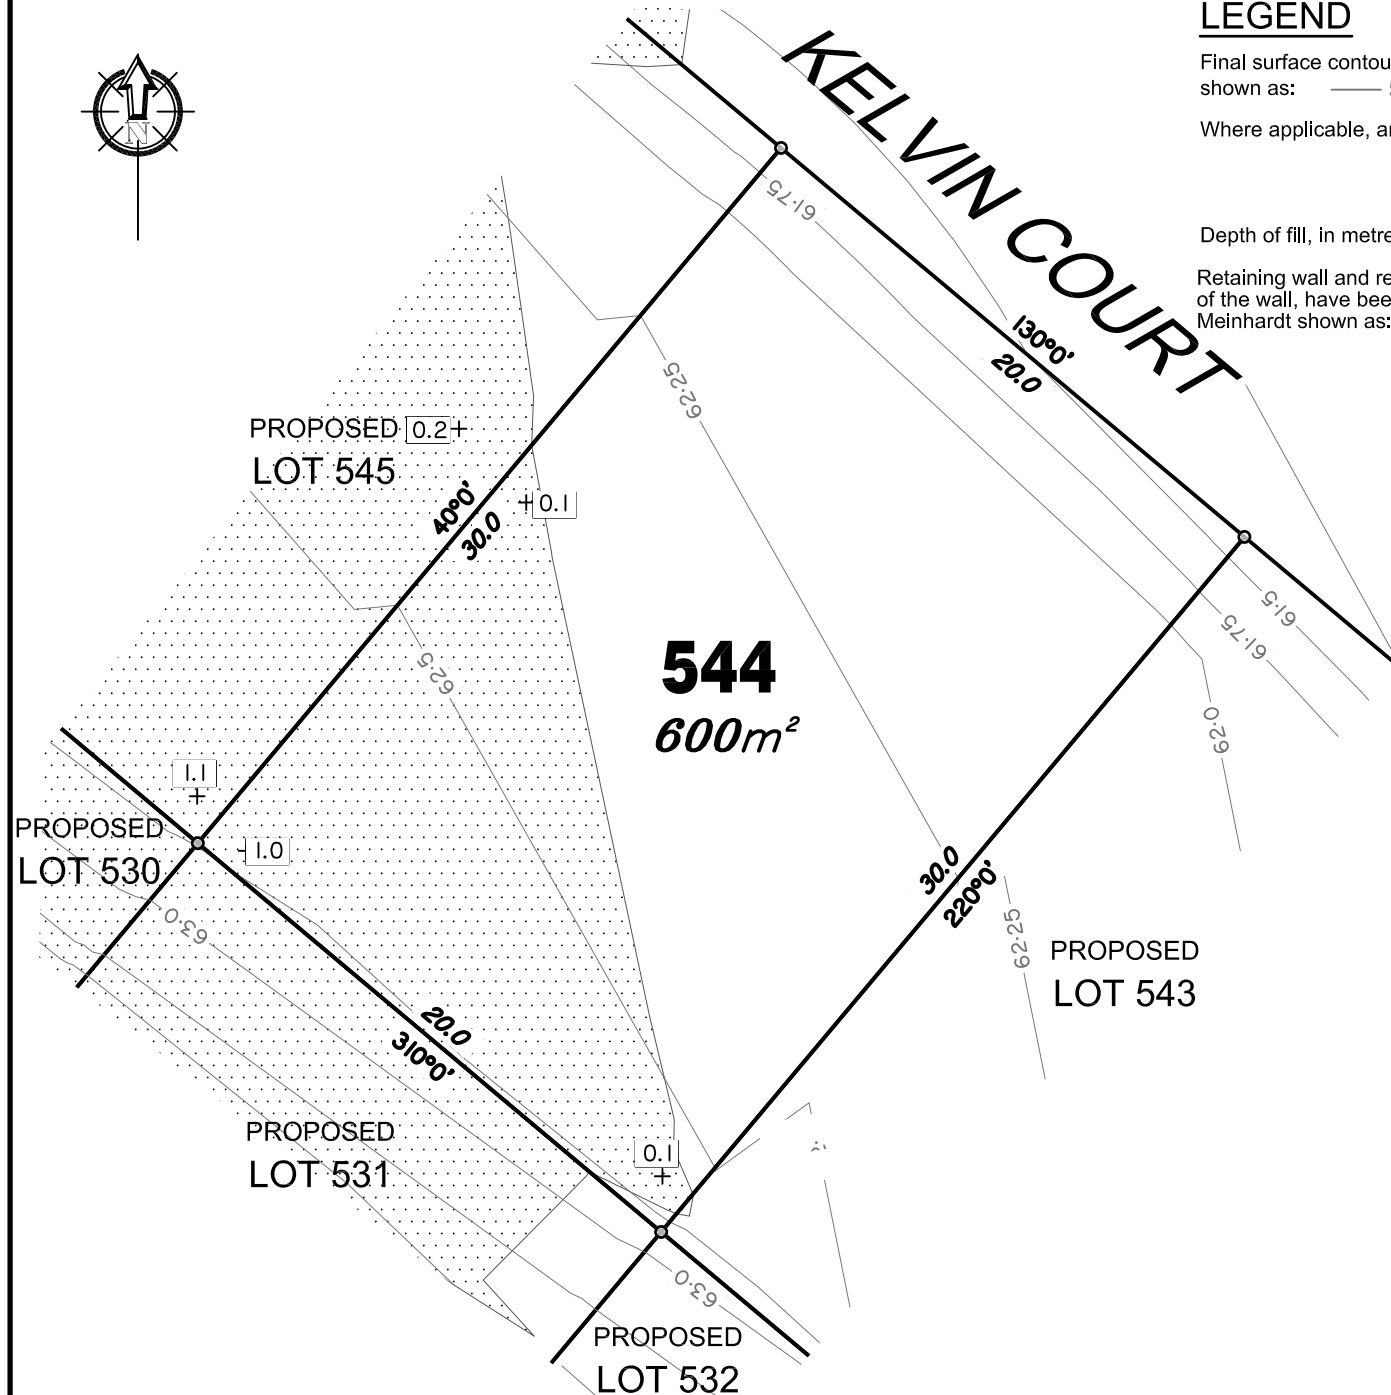 LEGEND
Final surface contou
shown as:
Where applicable, a
Depth of fill, in metre
Retaining wall and re
of the wall, have bee
Meinhardt shown as:
N
KELVIN COURT
61·75
130°0'
20.0
62·25
PROPOSED 0.2
LOT 545
40°0'
30.0
0.1
62·5
544
600m²
61·5
61·75
62·0
1.1
PROPOSED
LOT 530
1.0
63·0
30.0
220°0'
62·25
PROPOSED
LOT 543
20.0
310°0'
PROPOSED
LOT 531
0.1
63·0
PROPOSED
LOT 532